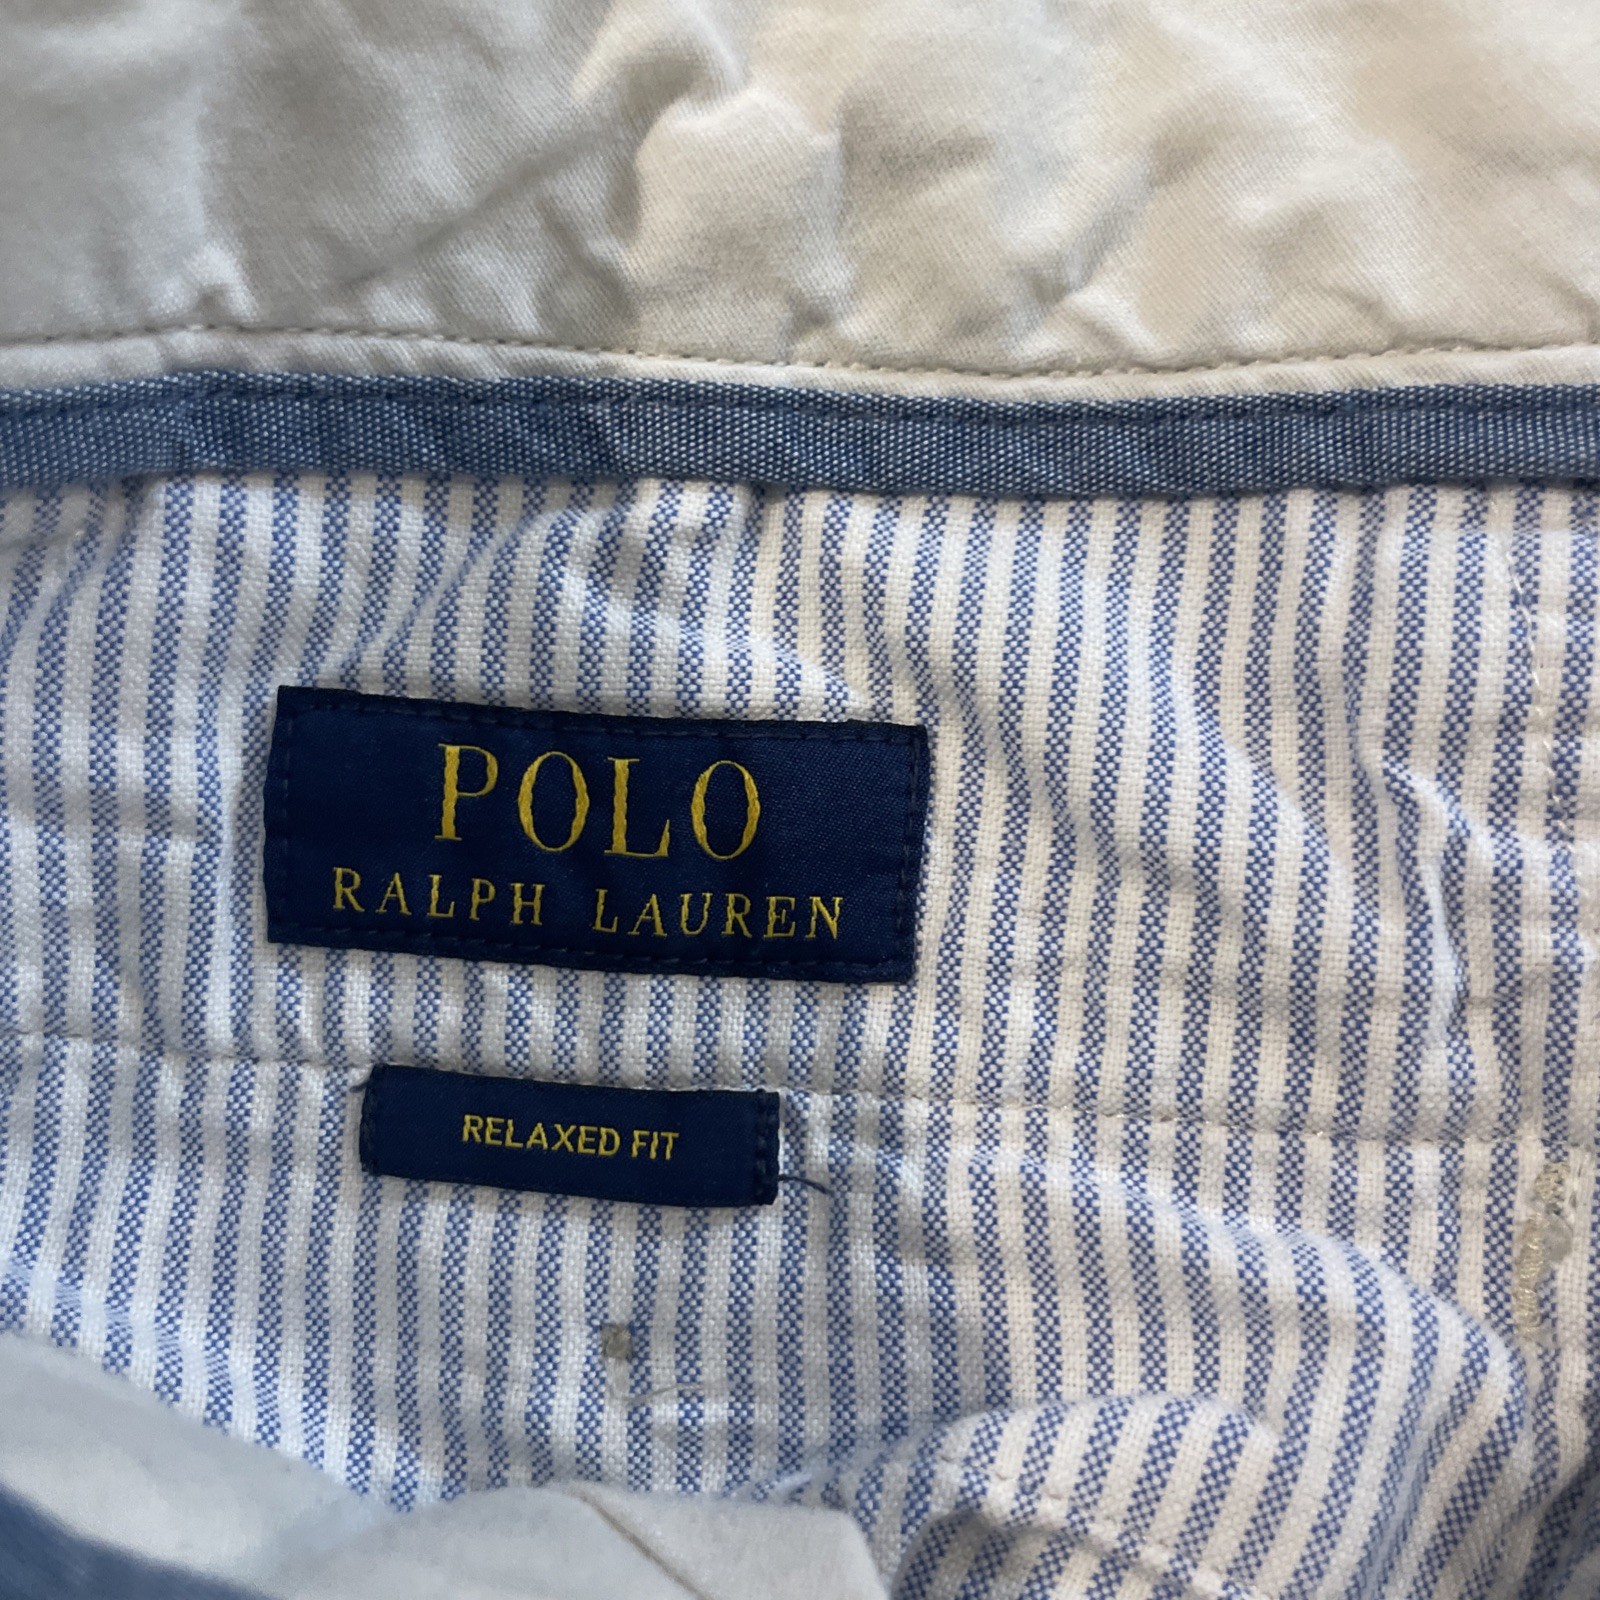 POLO
RALPH LAUREN
RELAXED FIT